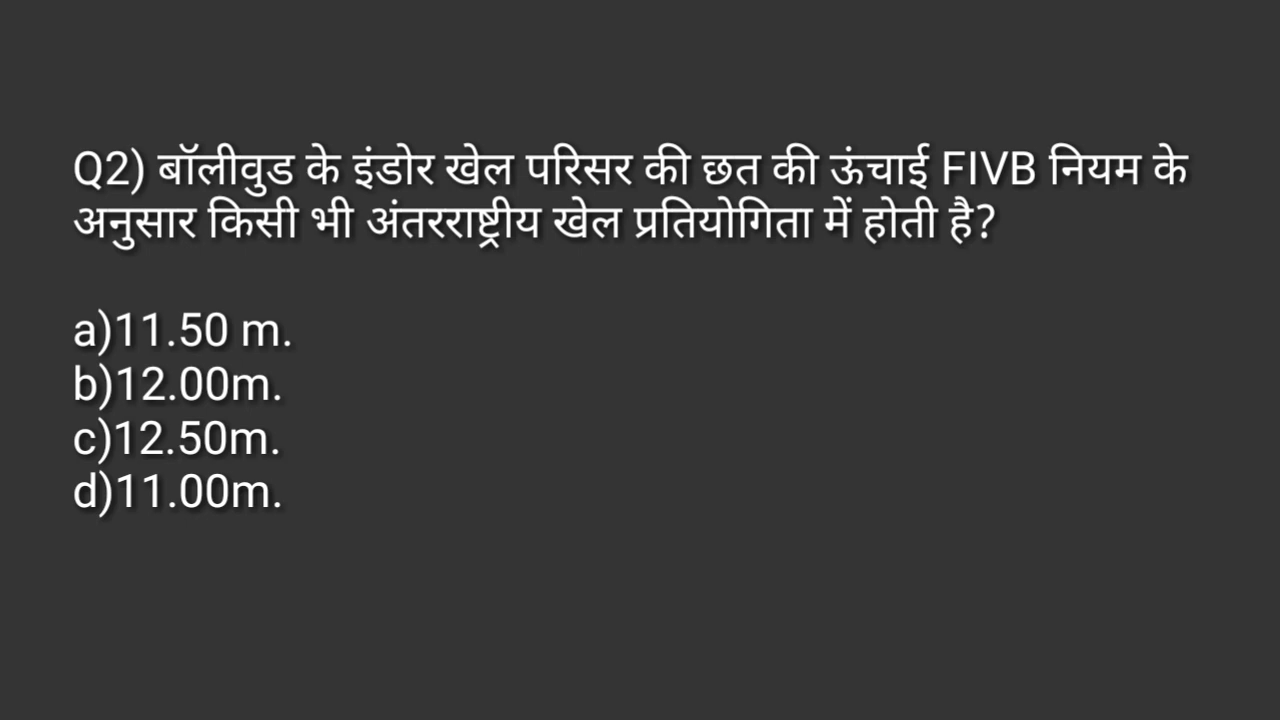 Q2) बॉलीवुड के इंडोर खेल परिसर की छत की ऊंचाई FIVB नियम के
अनुसार किसी भी अंतरराष्ट्रीय खेल प्रतियोगिता में होती है?
a)11.50 m.
b)12.00m.
c)12.50m.
d)11.00m.